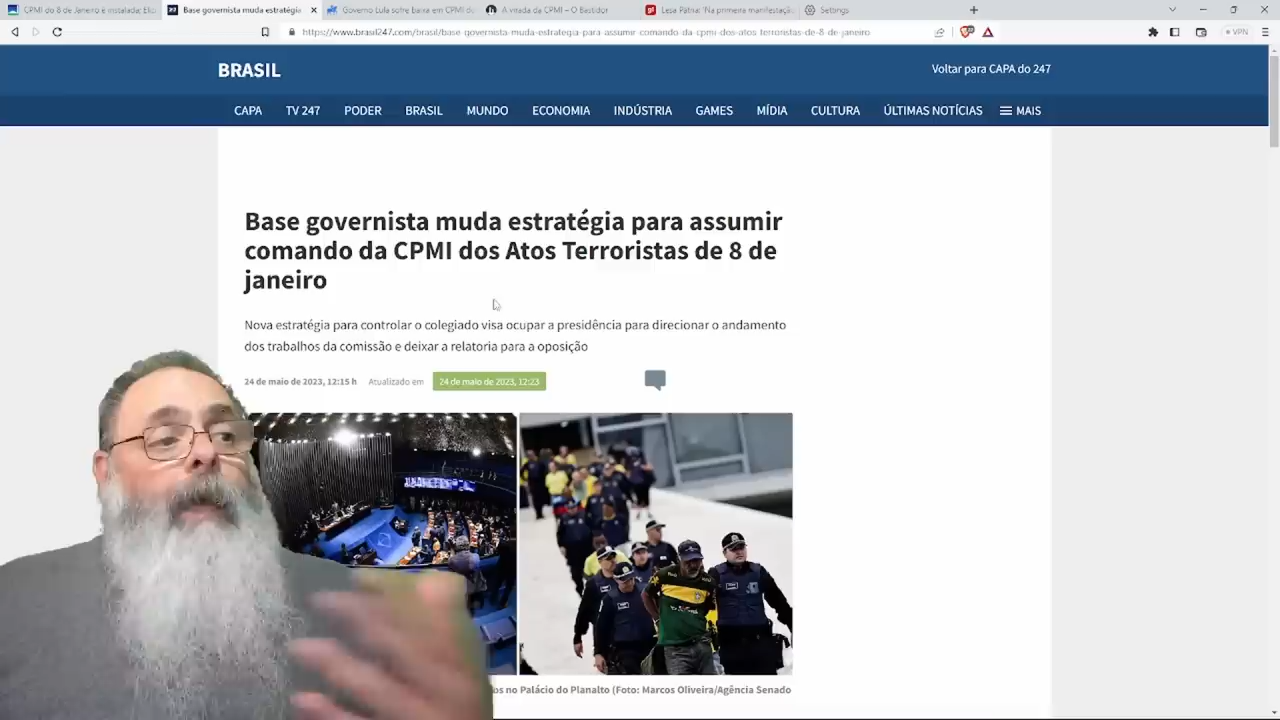 CPMI do 8 de Janeiro é instalada; Eliz
Base governista muda estratégia
Governo Lula sofre baixa em CPMI do
A virada da CPMI – O Bastidor
Lesa Pátria: 'Na primeira manifestação
Settings
https://www.brasil247.com/brasil/base-governista-muda-estrategia-para-assumir-comando-da-cpmi-dos-atos-terroristas-de-8-de-janeiro
VPN
BRASIL
Voltar para CAPA do 247
CAPA TV 247 PODER BRASIL MUNDO ECONOMIA INDÚSTRIA GAMES MÍDIA CULTURA ÚLTIMAS NOTÍCIAS MAIS
Base governista muda estratégia para assumir
comando da CPMI dos Atos Terroristas de 8 de
janeiro
Nova estratégia para controlar o colegiado visa ocupar a presidência para direcionar o andamento
dos trabalhos da comissão e deixar a relatoria para a oposição
24 de maio de 2023, 12:15 h Atualizado em 24 de maio de 2023, 12:23
no Palácio do Planalto (Foto: Marcos Oliveira/Agência Senado